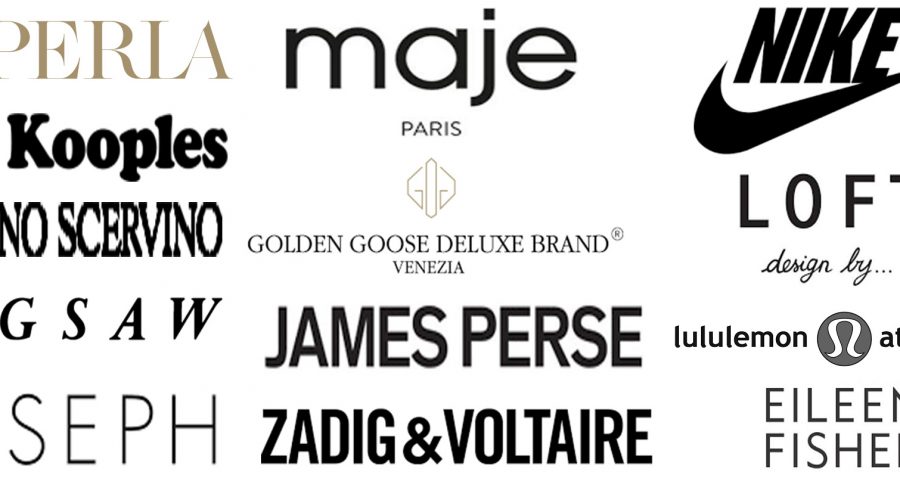 PERLA
Kooples
NO SCERVINO
GSAW
SEPH
maje
PARIS
GOLDEN GOOSE DELUXE BRAND®
VENEZIA
JAMES PERSE
ZADIG & VOLTAIRE
NIKE
LOFT
design by...
lululemon at
EILEEN
FISHE